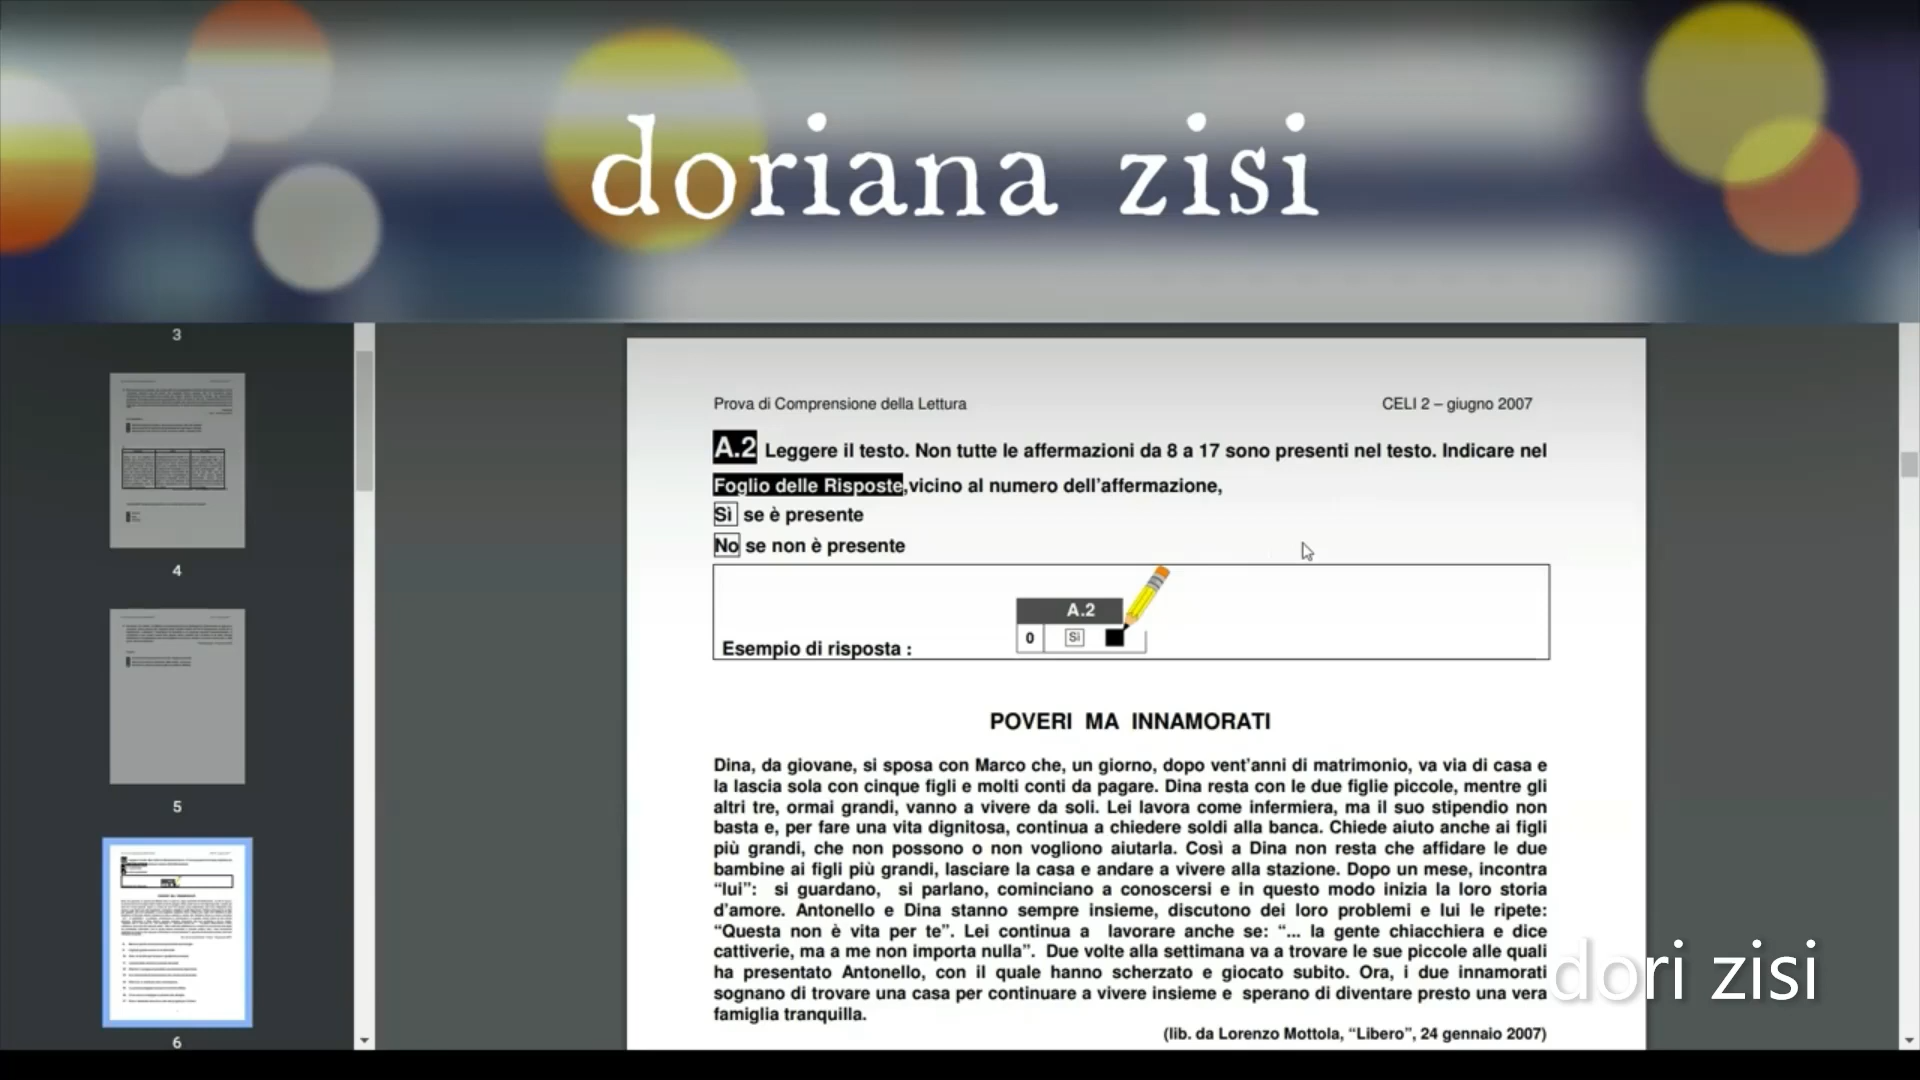 doriana zisi
3
4
5
6
Prova di Comprensione della Lettura
CELI 2 – giugno 2007
A.2 Leggere il testo. Non tutte le affermazioni da 8 a 17 sono presenti nel testo. Indicare nel
Foglio delle Risposte,vicino al numero dell’affermazione,
Sì se è presente
No se non è presente
A.2
0 Sì
Esempio di risposta :
POVERI MA INNAMORATI
Dina, da giovane, si sposa con Marco che, un giorno, dopo vent’anni di matrimonio, va via di casa e
la lascia sola con cinque figli e molti conti da pagare. Dina resta con le due figlie piccole, mentre gli
altri tre, ormai grandi, vanno a vivere da soli. Lei lavora come infermiera, ma il suo stipendio non
basta e, per fare una vita dignitosa, continua a chiedere soldi alla banca. Chiede aiuto anche ai figli
più grandi, che non possono o non vogliono aiutarla. Così a Dina non resta che affidare le due
bambine ai figli più grandi, lasciare la casa e andare a vivere alla stazione. Dopo un mese, incontra
“lui”: si guardano, si parlano, cominciano a conoscersi e in questo modo inizia la loro storia
d’amore. Antonello e Dina stanno sempre insieme, discutono dei loro problemi e lui le ripete:
“Questa non è vita per te”. Lei continua a lavorare anche se: “... la gente chiacchiera e dice
cattiverie, ma a me non importa nulla”. Due volte alla settimana va a trovare le sue piccole alle quali
ha presentato Antonello, con il quale hanno scherzato e giocato subito. Ora, i due innamorati
sognano di trovare una casa per continuare a vivere insieme e sperano di diventare presto una vera
famiglia tranquilla.
(lib. da Lorenzo Mottola, “Libero”, 24 gennaio 2007)
dori zisi